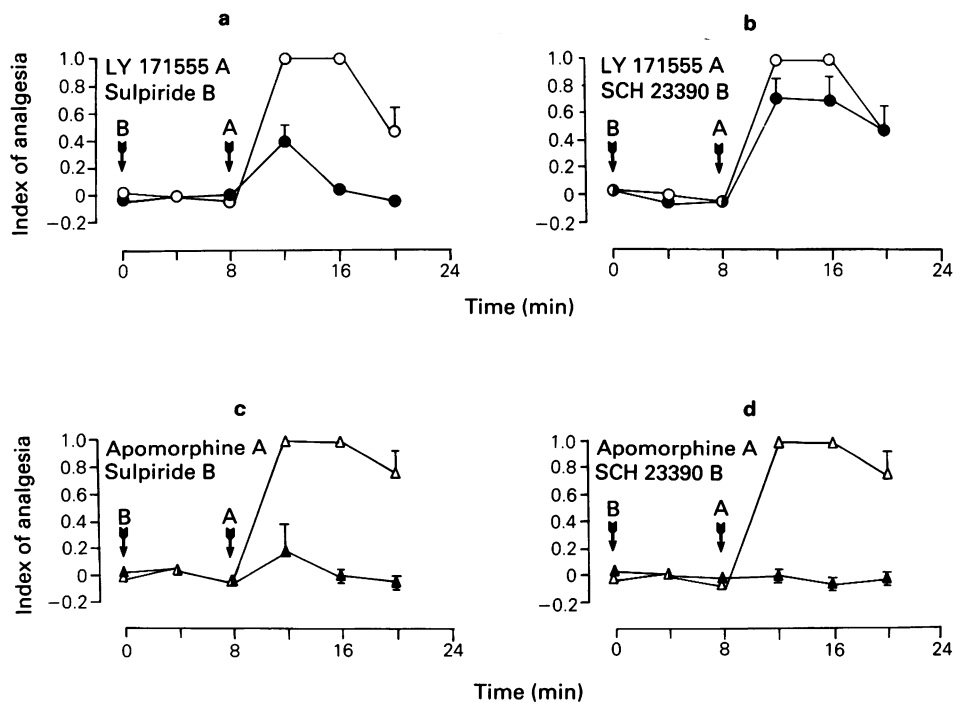 a
Index of analgesia
1.0
0.8
0.6
0.4
0.2
0
−0.2
LY 171555 A
Sulpiride B
B
A
0
8
16
24
b
1.0
0.8
0.6
0.4
0.2
0
−0.2
LY 171555 A
SCH 23390 B
B
A
0
8
16
24
Time (min)
c
Index of analgesia
1.0
0.8
0.6
0.4
0.2
0
−0.2
Apomorphine A
Sulpiride B
B
A
0
8
16
24
d
1.0
0.8
0.6
0.4
0.2
0
−0.2
Apomorphine A
SCH 23390 B
B
A
0
8
16
24
Time (min)